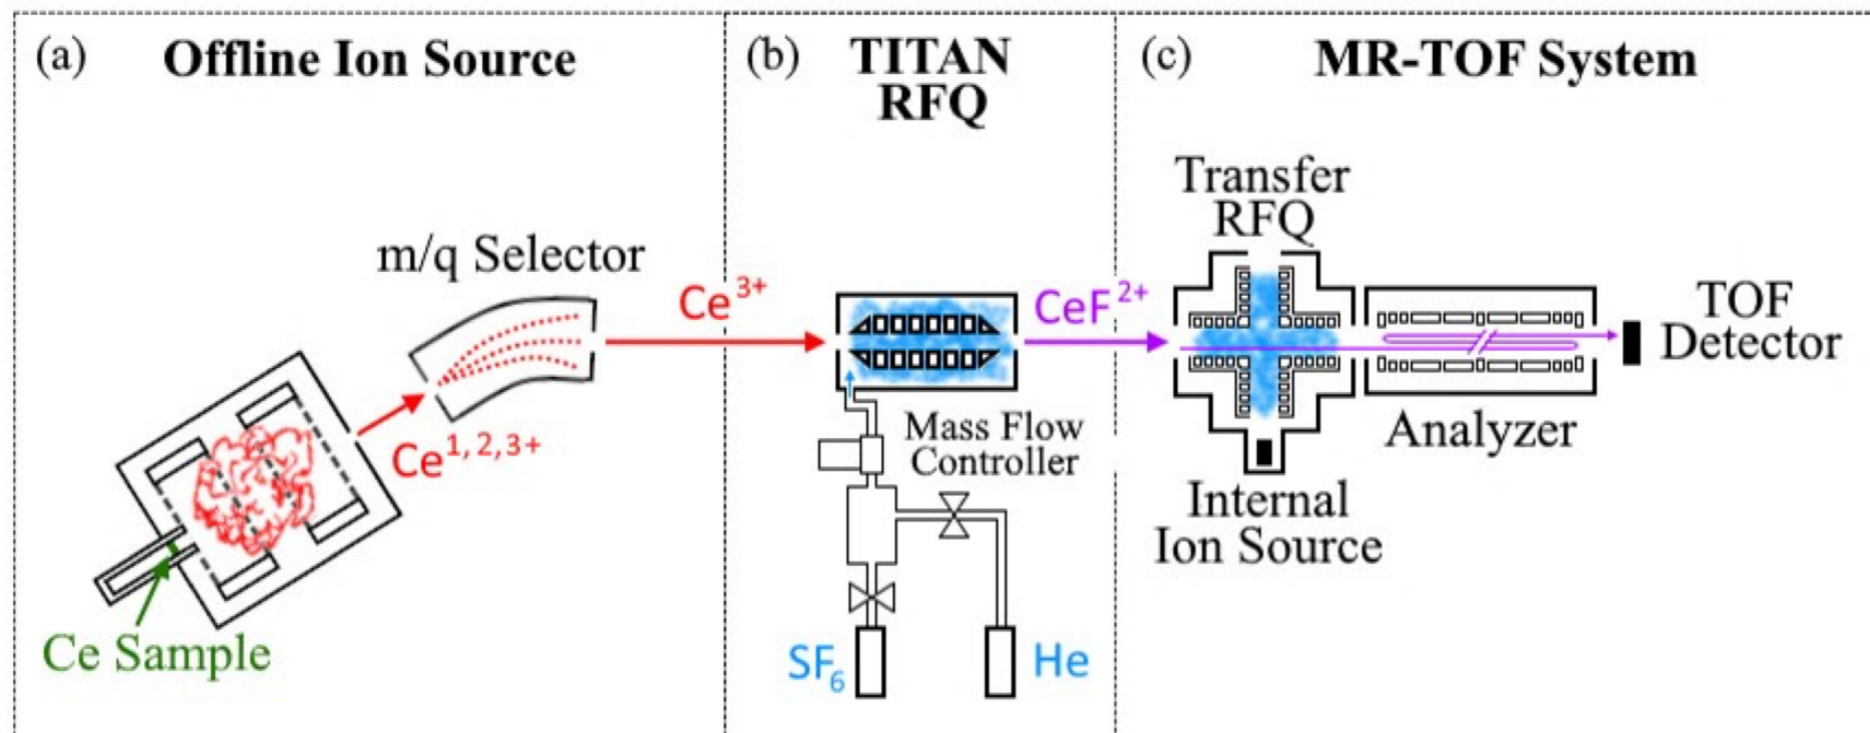 (a) Offline Ion Source
m/q Selector
Ce¹,²,³⁺
Ce Sample
Ce³⁺
(b) TITAN
RFQ
Mass Flow
Controller
SF₆
He
CeF²⁺
(c) MR-TOF System
Transfer
RFQ
Internal
Ion Source
Analyzer
TOF
Detector